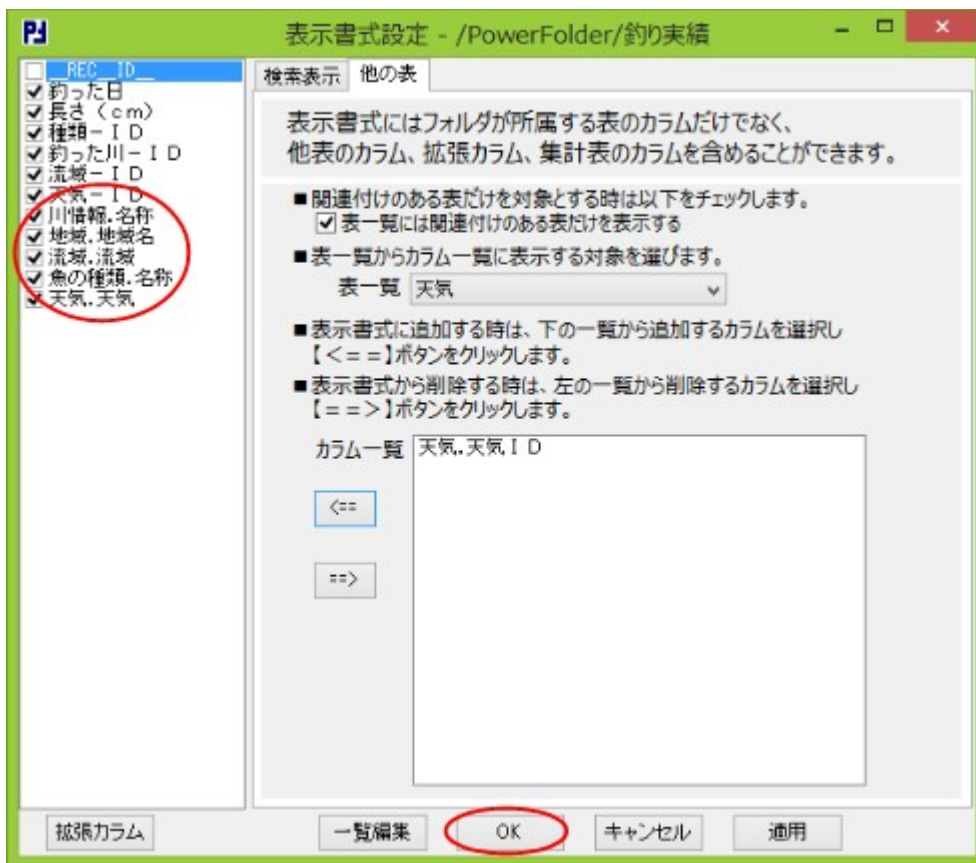 表示書式設定 - /PowerFolder/釣り実績
__REC__ID__
釣った日
長さ(cm)
種類-ID
釣った川-ID
流域-ID
天気-ID
川情報.名称
地域.地域名
流域.流域
魚の種類.名称
天気.天気
検索表示 他の表
表示書式にはフォルダが所属する表のカラムだけでなく、
他表のカラム、拡張カラム、集計表のカラムを含めることができます。
■関連付けのある表だけを対象とする時は以下をチェックします。
表一覧には関連付けのある表だけを表示する
■表一覧からカラム一覧に表示する対象を選びます。
表一覧 天気
■表示書式に追加する時は、下の一覧から追加するカラムを選択し
【<==】ボタンをクリックします。
■表示書式から削除する時は、左の一覧から削除するカラムを選択し
【==>】ボタンをクリックします。
カラム一覧 天気.天気ID
<==
==>
拡張カラム 一覧編集 OK キャンセル 適用